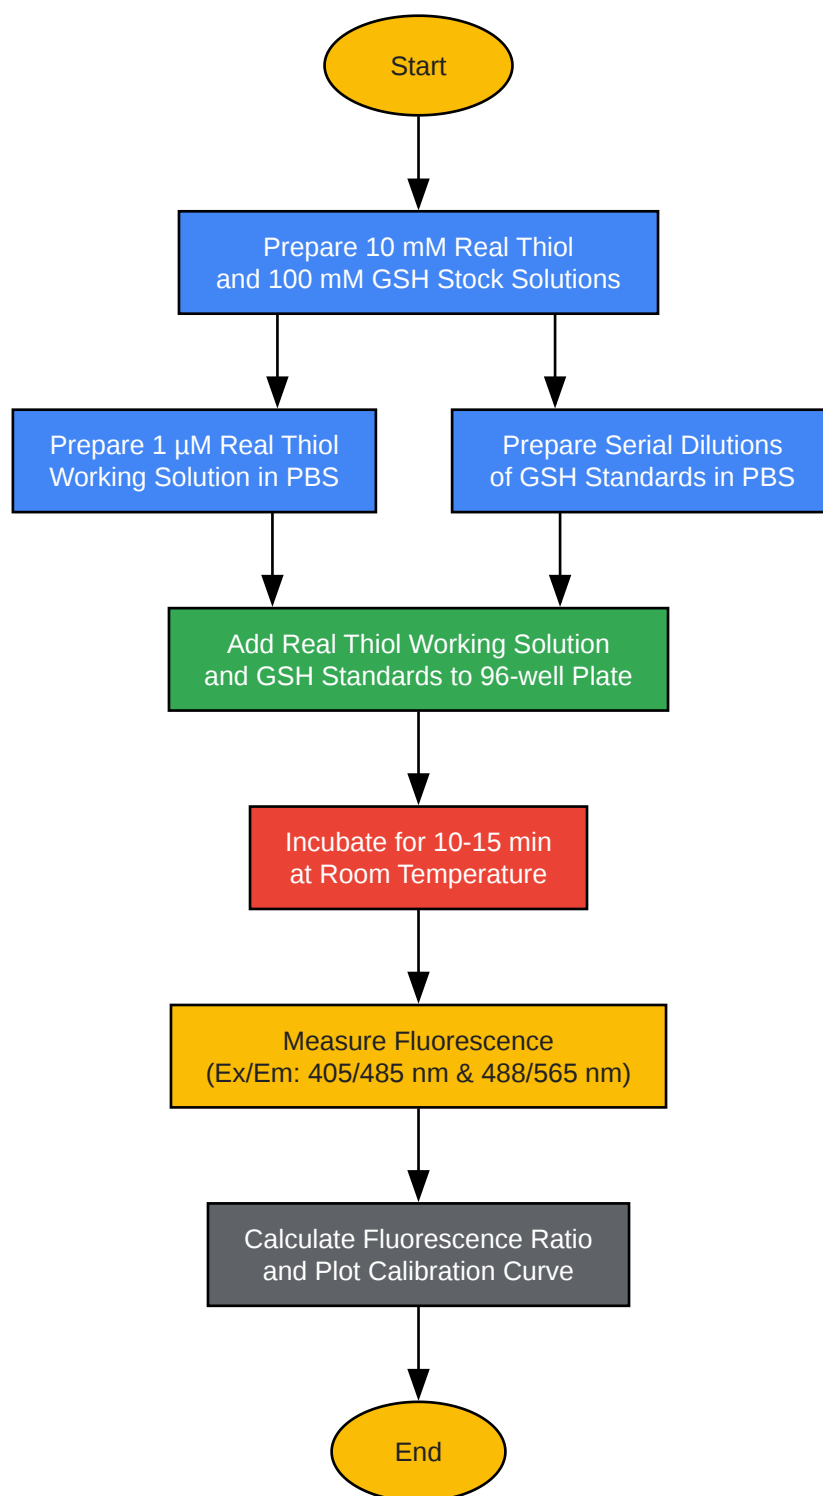 Start
Prepare 10 mM Real Thiol
and 100 mM GSH Stock Solutions
Prepare 1 µM Real Thiol
Working Solution in PBS
Prepare Serial Dilutions
of GSH Standards in PBS
Add Real Thiol Working Solution
and GSH Standards to 96-well Plate
Incubate for 10-15 min
at Room Temperature
Measure Fluorescence
(Ex/Em: 405/485 nm & 488/565 nm)
Calculate Fluorescence Ratio
and Plot Calibration Curve
End